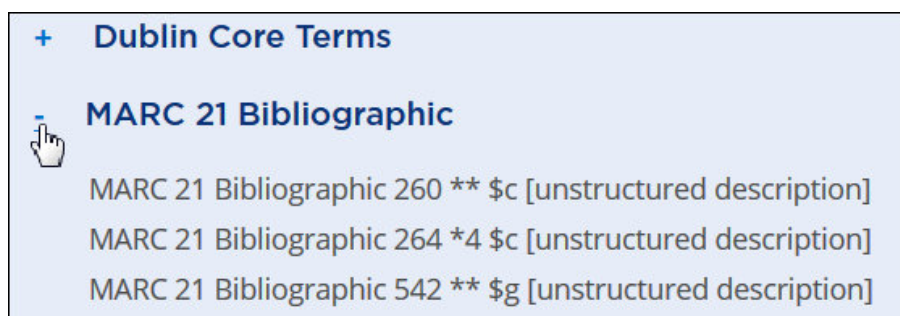 + Dublin Core Terms
- MARC 21 Bibliographic
MARC 21 Bibliographic 260 ** $c [unstructured description]
MARC 21 Bibliographic 264 *4 $c [unstructured description]
MARC 21 Bibliographic 542 ** $g [unstructured description]